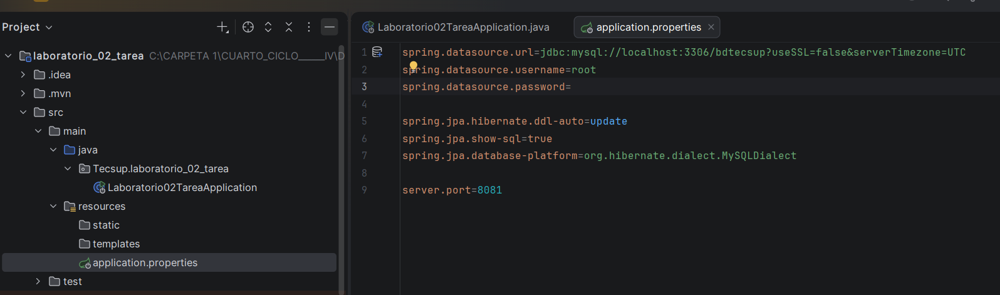 Project
laboratorio_02_tarea C:\CARPETA 1\CUARTO_CICLO______IV\D
.idea
.mvn
src
main
java
Tecsup.laboratorio_02_tarea
Laboratorio02TareaApplication
resources
static
templates
application.properties
test
Laboratorio02TareaApplication.java
application.properties
1 spring.datasource.url=jdbc:mysql://localhost:3306/bdtecsup?useSSL=false&serverTimezone=UTC
2 spring.datasource.username=root
3 spring.datasource.password=
4
5 spring.jpa.hibernate.ddl-auto=update
6 spring.jpa.show-sql=true
7 spring.jpa.database-platform=org.hibernate.dialect.MySQLDialect
8
9 server.port=8081